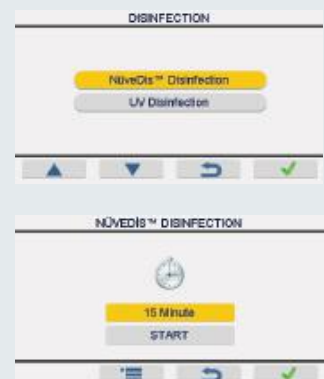 DISINFECTION
NüveDis™ Disinfection
UV Disinfection
NÜVEDİS™ DISINFECTION
15 Minute
START